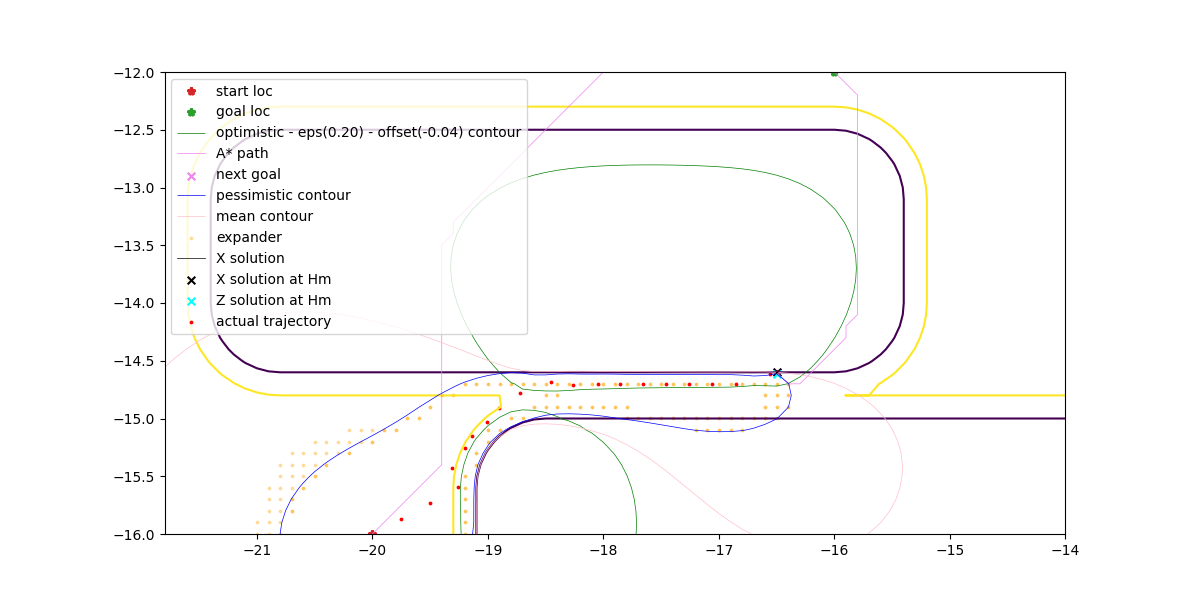 start loc
goal loc
optimistic - eps(0.20) - offset(-0.04) contour
A* path
next goal
pessimistic contour
mean contour
expander
X solution
X solution at Hm
Z solution at Hm
actual trajectory
−12.0
−12.5
−13.0
−13.5
−14.0
−14.5
−15.0
−15.5
−16.0
−21 −20 −19 −18 −17 −16 −15 −14